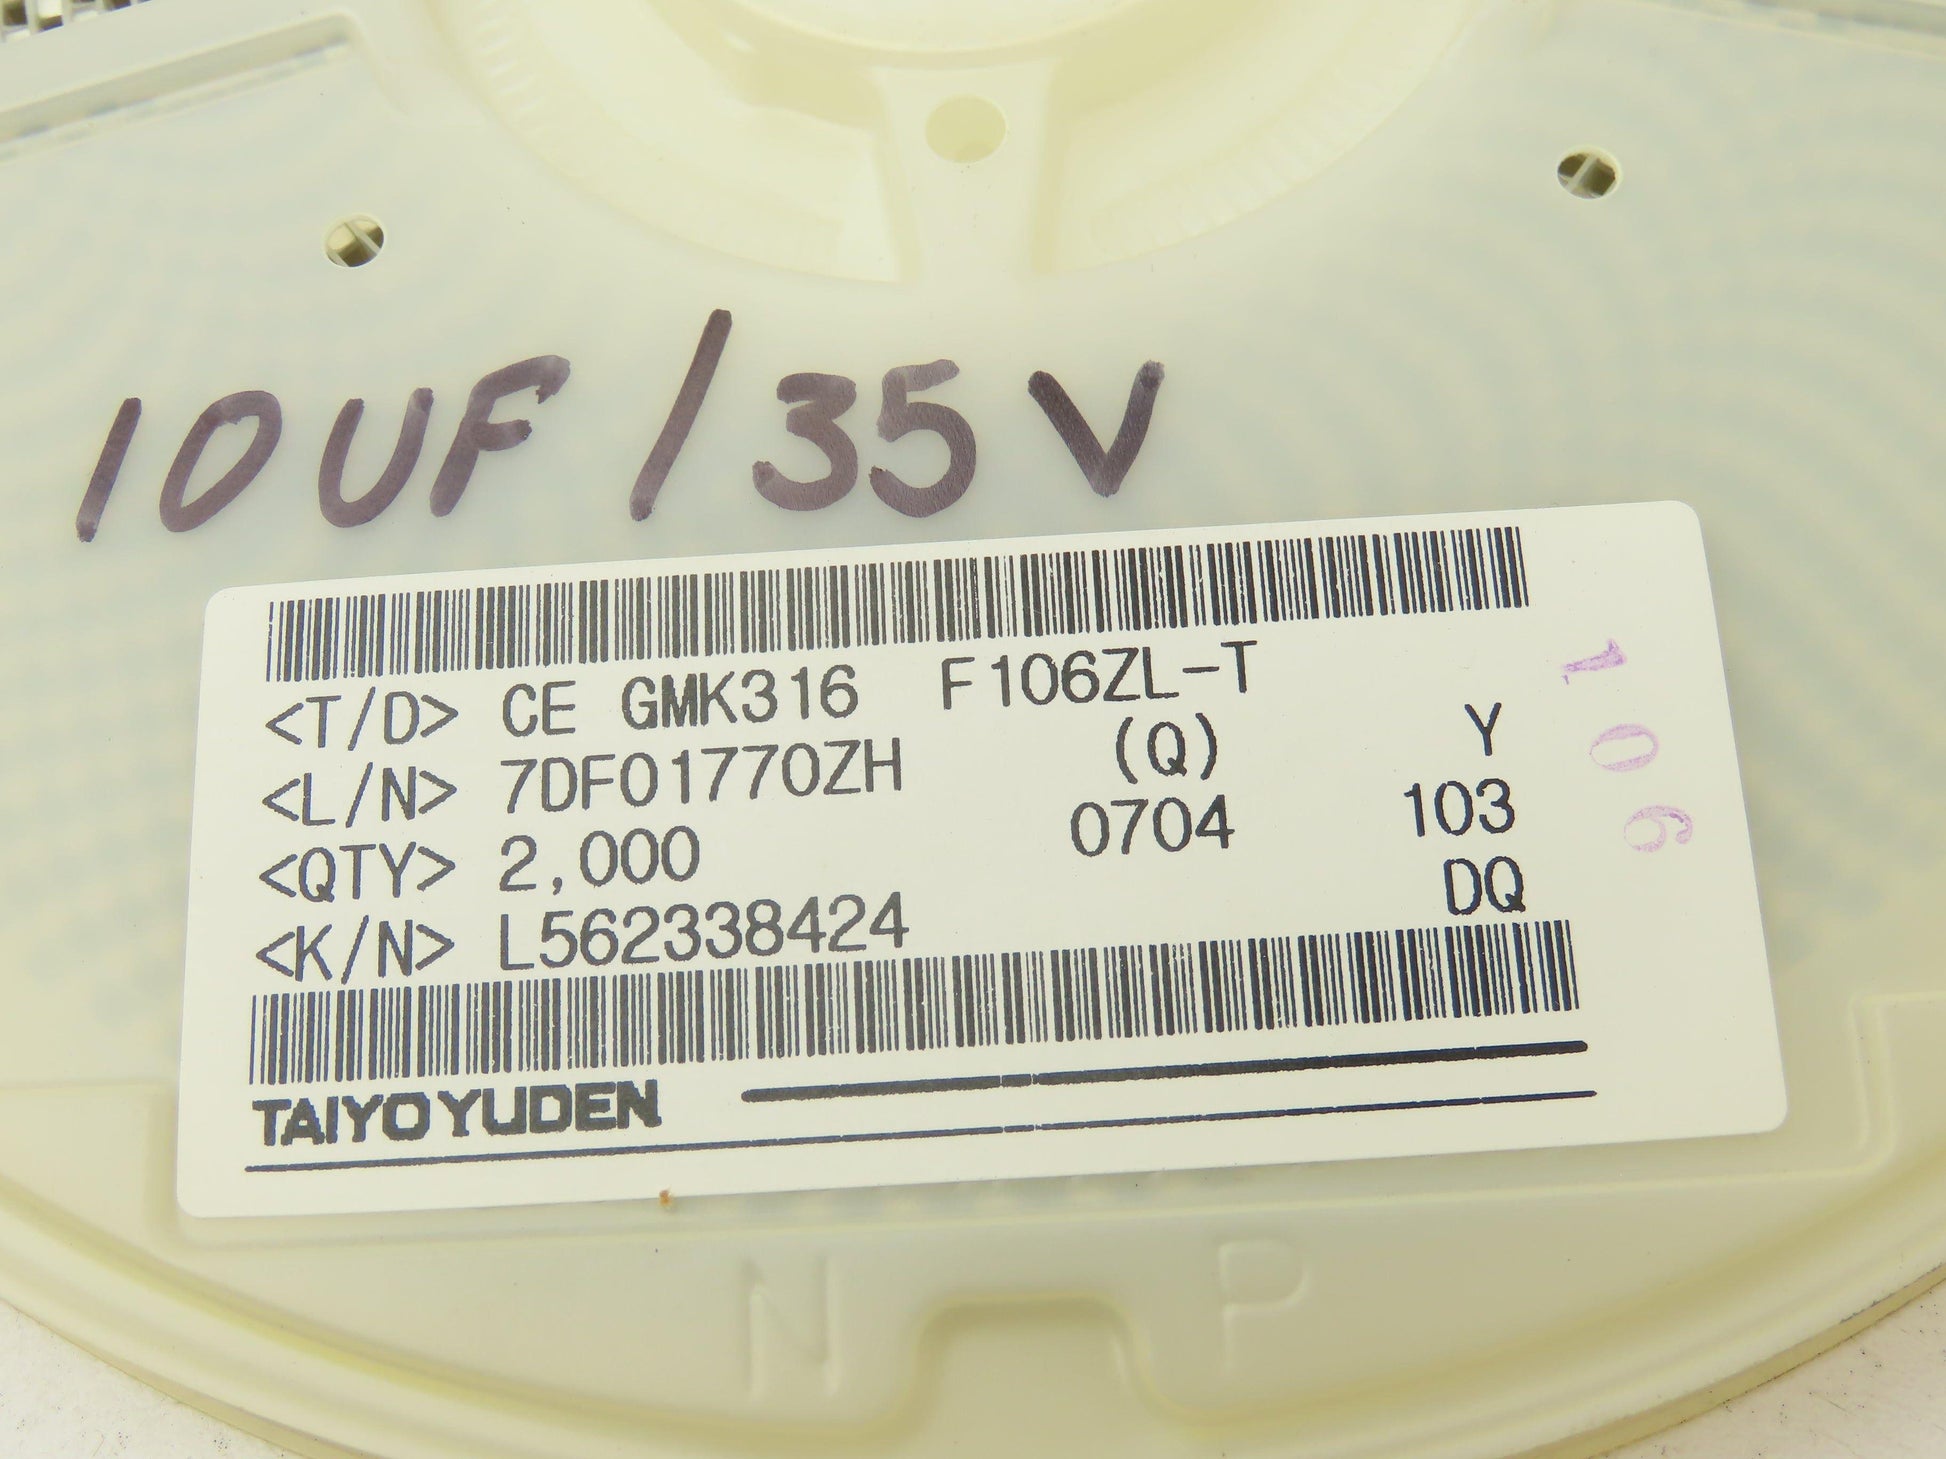 10UF/35V
<T/D> CE GMK316 F106ZL-T
<L/N> 7DF01770ZH (Q) Y
<QTY> 2,000 0704 103
<K/N> L562338424 DQ
TAIYO YUDEN
106
N P